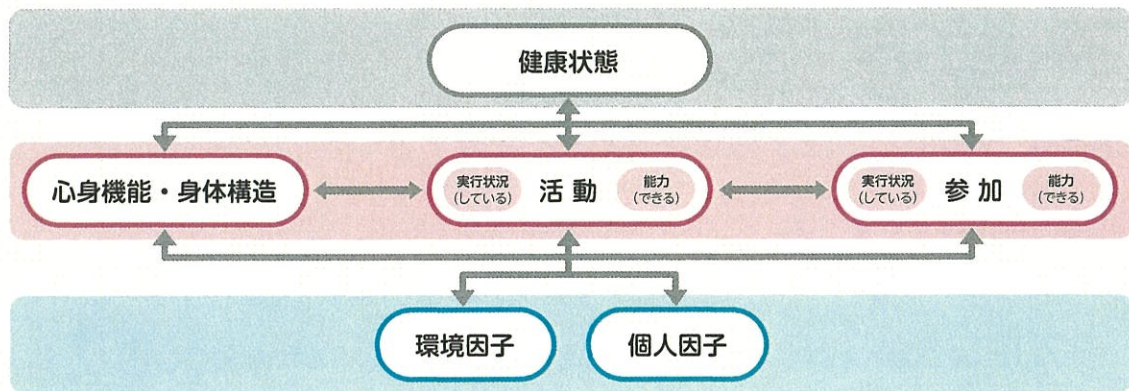 健康状態
心身機能・身体構造
実行状況
(している)
活動
能力
(できる)
実行状況
(している)
参加
能力
(できる)
環境因子
個人因子